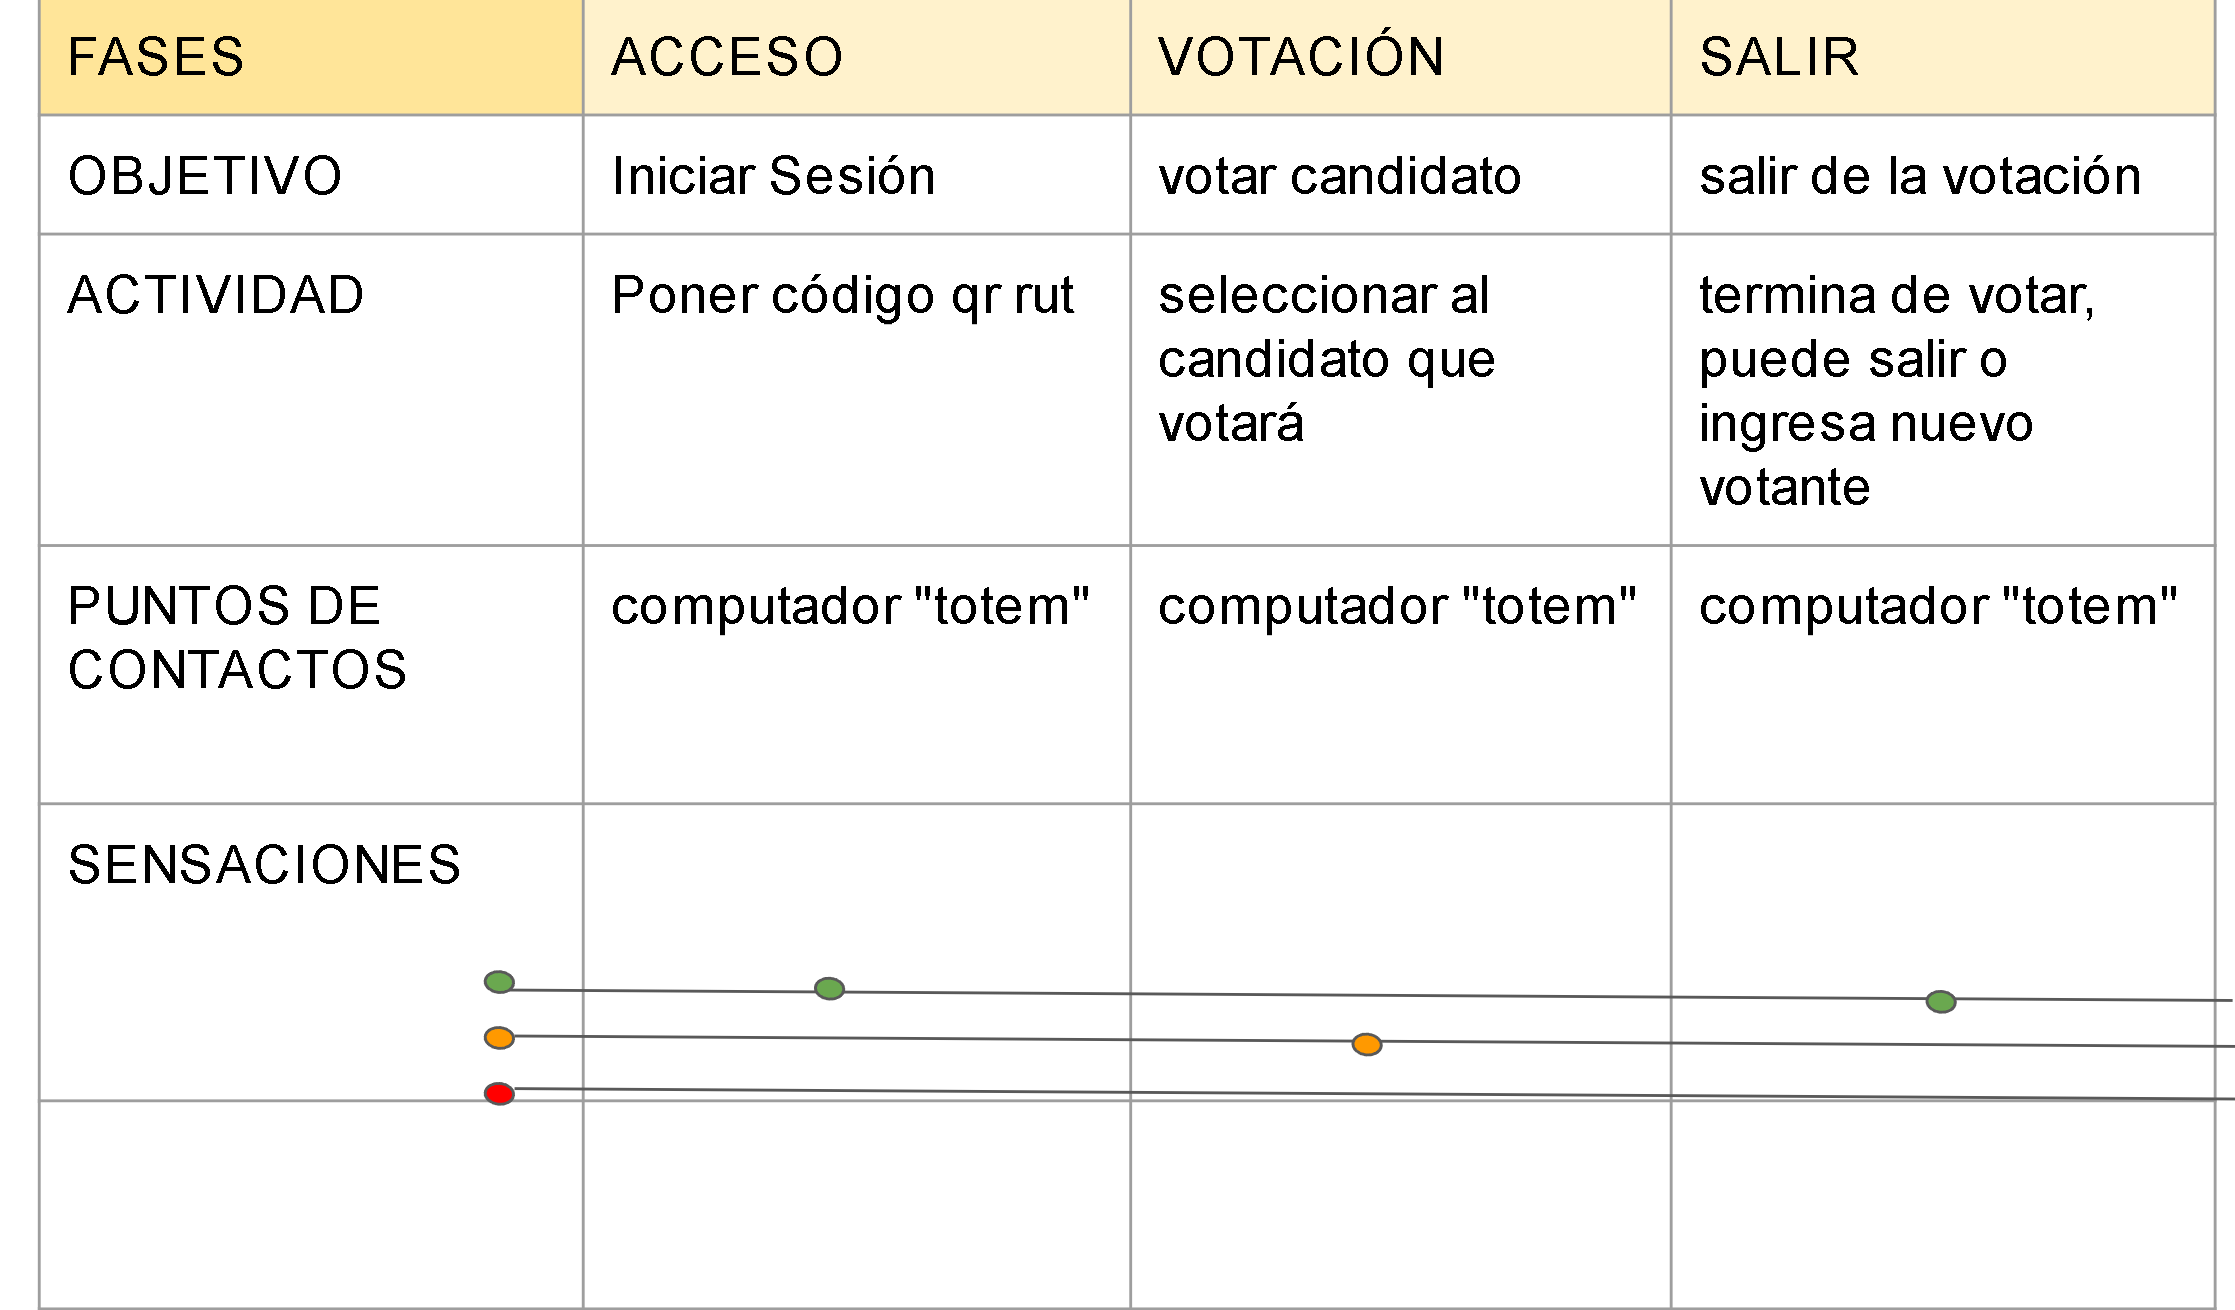 FASES
ACCESO
VOTACIÓN
SALIR
OBJETIVO
Iniciar Sesión
votar candidato
salir de la votación
ACTIVIDAD
Poner código qr rut
seleccionar al
candidato que
votará
termina de votar,
puede salir o
ingresa nuevo
votante
PUNTOS DE
CONTACTOS
computador "totem"
computador "totem"
computador "totem"
SENSACIONES